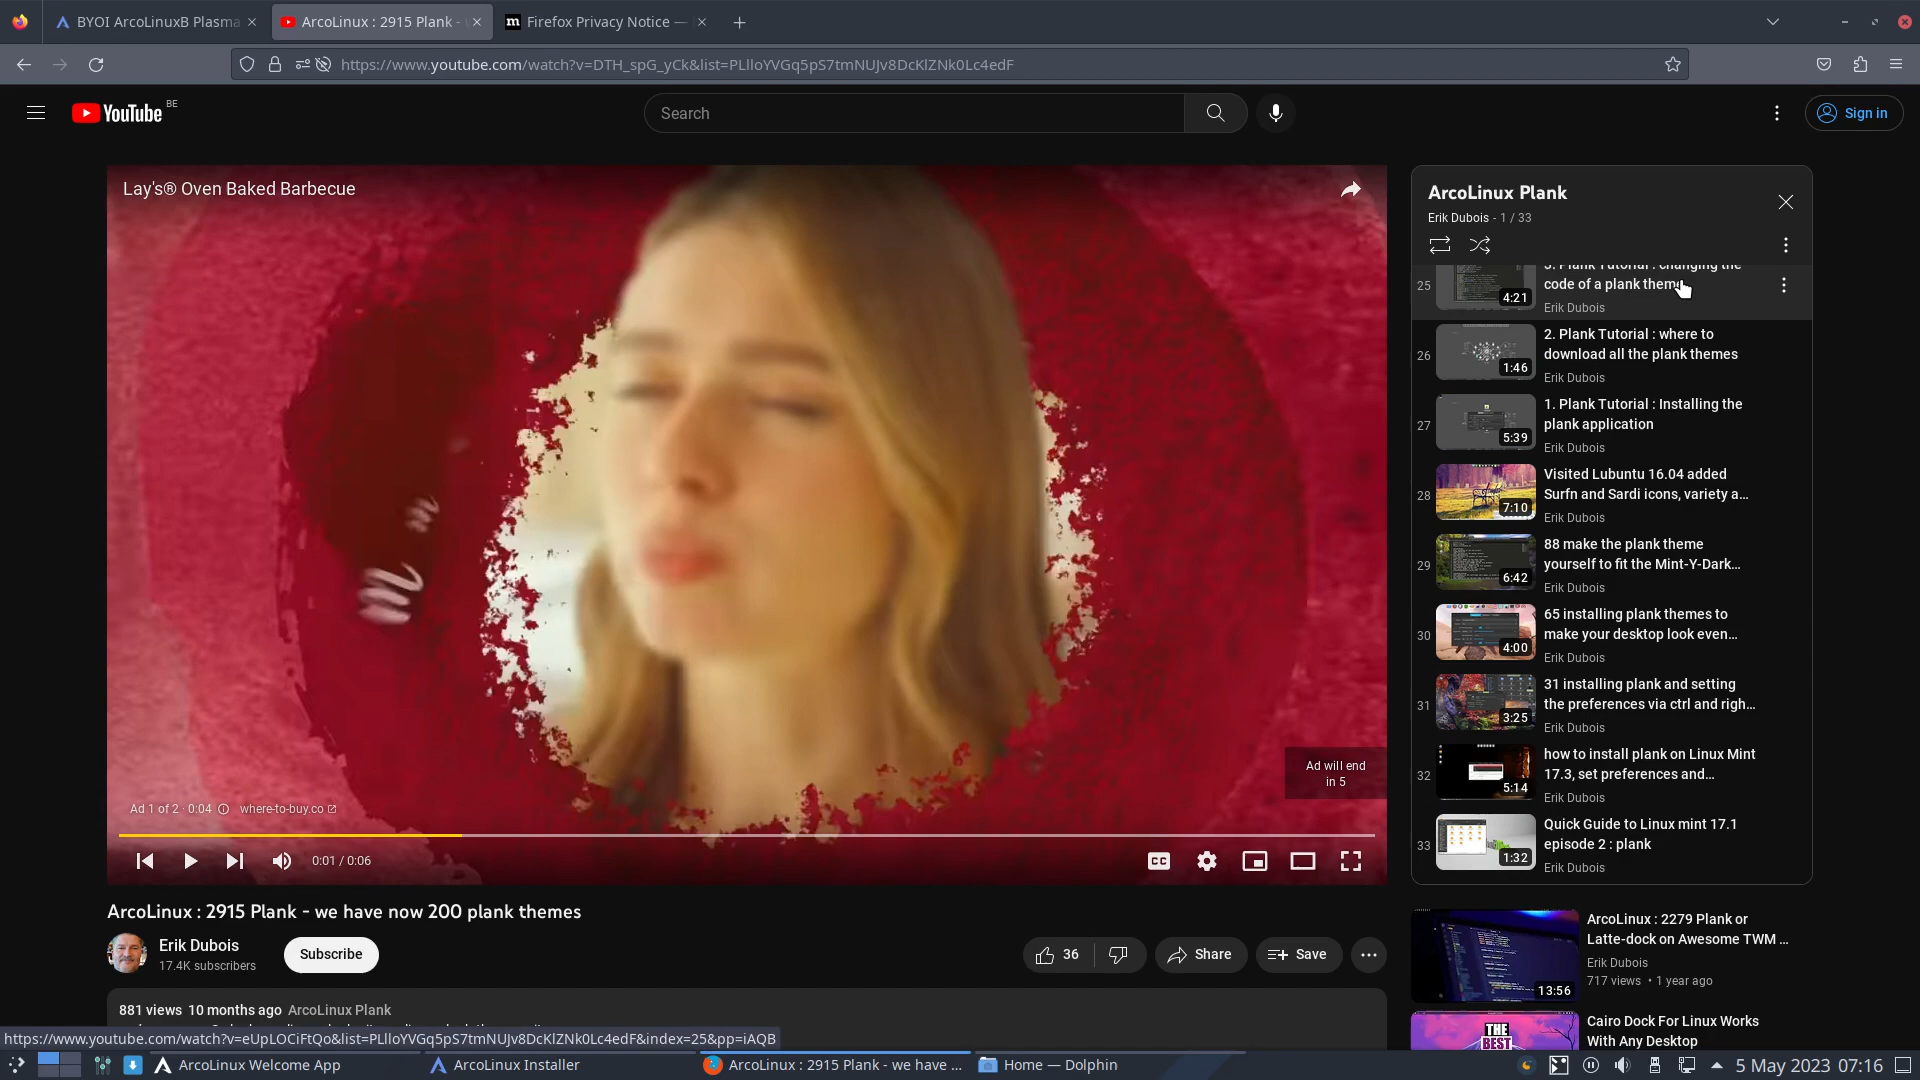 BYOI ArcoLinuxB Plasma
ArcoLinux : 2915 Plank -
Firefox Privacy Notice —
https://www.youtube.com/watch?v=DTH_spG_yCk&list=PLlloYVGq5pS7tmNUJv8DcKlZNk0Lc4edF
YouTube BE
Search
Sign in
Lay's® Oven Baked Barbecue
Ad will end
in 5
Ad 1 of 2 · 0:04
where-to-buy.co
0:01 / 0:06
CC
ArcoLinux : 2915 Plank - we have now 200 plank themes
Erik Dubois
17.4K subscribers
Subscribe
36
Share
Save
881 views 10 months ago ArcoLinux Plank
ArcoLinux Plank
Erik Dubois - 1 / 33
25
4:21
3. Plank Tutorial : changing the
code of a plank theme
Erik Dubois
26
1:46
2. Plank Tutorial : where to
download all the plank themes
Erik Dubois
27
5:39
1. Plank Tutorial : Installing the
plank application
Erik Dubois
28
7:10
Visited Lubuntu 16.04 added
Surfn and Sardi icons, variety a...
Erik Dubois
29
6:42
88 make the plank theme
yourself to fit the Mint-Y-Dark...
Erik Dubois
30
4:00
65 installing plank themes to
make your desktop look even...
Erik Dubois
31
3:25
31 installing plank and setting
the preferences via ctrl and righ...
Erik Dubois
32
5:14
how to install plank on Linux Mint
17.3, set preferences and...
Erik Dubois
33
1:32
Quick Guide to Linux mint 17.1
episode 2 : plank
Erik Dubois
13:56
ArcoLinux : 2279 Plank or
Latte-dock on Awesome TWM ...
Erik Dubois
717 views • 1 year ago
THE
BEST
Cairo Dock For Linux Works
With Any Desktop
https://www.youtube.com/watch?v=eUpLOCiFtQo&list=PLlloYVGq5pS7tmNUJv8DcKlZNk0Lc4edF&index=25&pp=iAQB
ArcoLinux Welcome App
ArcoLinux Installer
ArcoLinux : 2915 Plank - we have ...
Home — Dolphin
5 May 2023 07:16